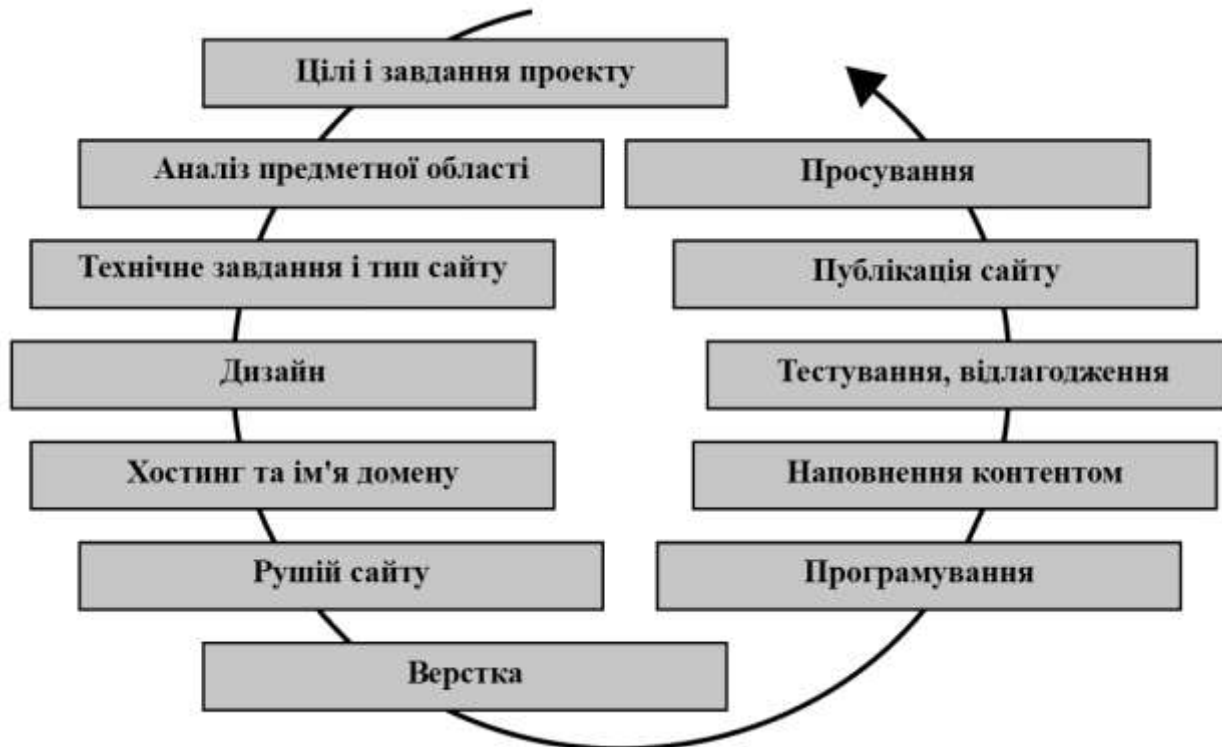 Цілі і завдання проекту
Аналіз предметної області
Технічне завдання і тип сайту
Дизайн
Хостинг та ім'я домену
Рушій сайту
Верстка
Програмування
Наповнення контентом
Тестування, відлагодження
Публікація сайту
Просування